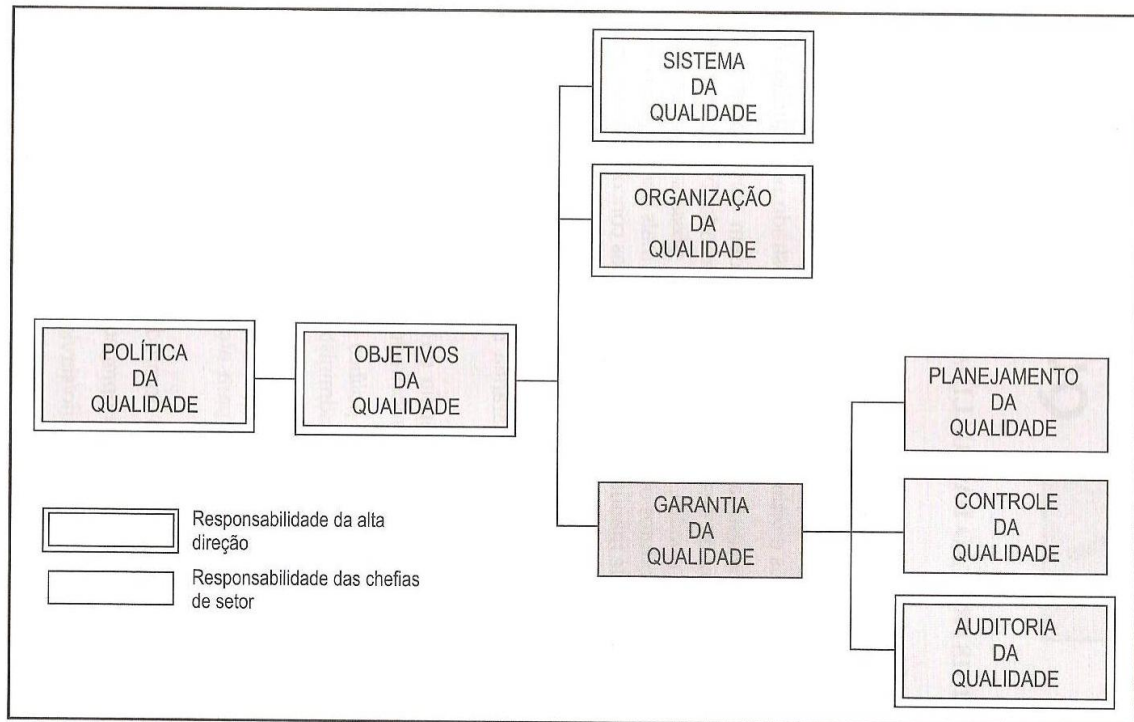 SISTEMA
DA
QUALIDADE
ORGANIZAÇÃO
DA
QUALIDADE
POLÍTICA
DA
QUALIDADE
OBJETIVOS
DA
QUALIDADE
PLANEJAMENTO
DA
QUALIDADE
GARANTIA
DA
QUALIDADE
CONTROLE
DA
QUALIDADE
AUDITORIA
DA
QUALIDADE
Responsabilidade da alta
direção
Responsabilidade das chefias
de setor